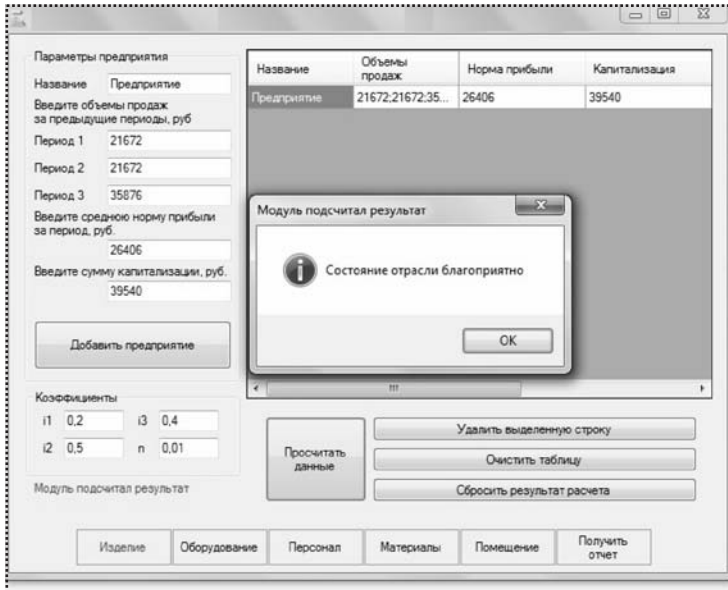 Параметры предприятия
Название Предприятие
Введите объемы продаж
за предыдущие периоды, руб
Период 1 21672
Период 2 21672
Период 3 35876
Введите среднюю норму прибыли
за период, руб.
26406
Введите сумму капитализации, руб.
39540
Добавить предприятие
Коэффициенты
i1 0,2 i3 0,4
i2 0,5 n 0,01
Модуль подсчитал результат
Название Объемы продаж Норма прибыли Капитализация
Предприятие 21672;21672;35... 26406 39540
Модуль подсчитал результат
Состояние отрасли благоприятно
OK
Просчитать
данные
Удалить выделенную строку
Очистить таблицу
Сбросить результат расчета
Изделие Оборудование Персонал Материалы Помещение Получить отчет